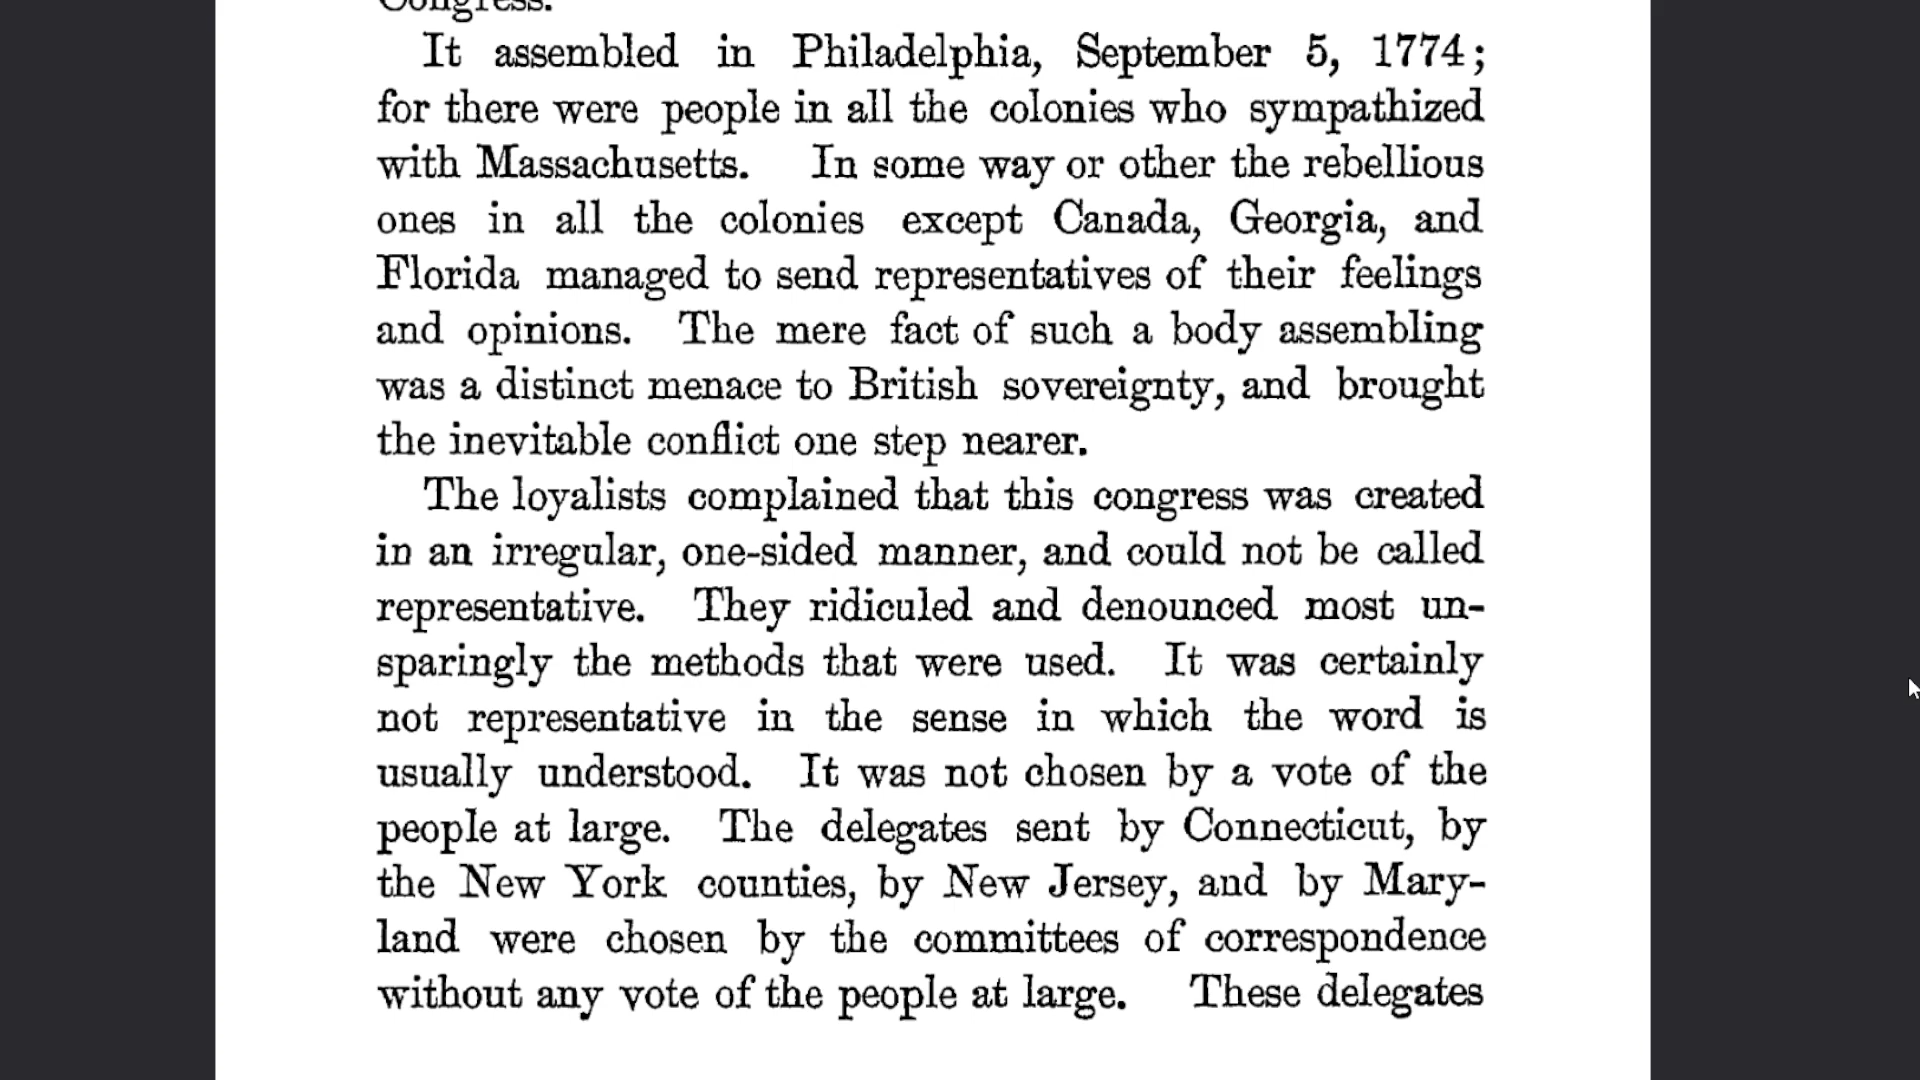 Congress.
It assembled in Philadelphia, September 5, 1774;
for there were people in all the colonies who sympathized
with Massachusetts. In some way or other the rebellious
ones in all the colonies except Canada, Georgia, and
Florida managed to send representatives of their feelings
and opinions. The mere fact of such a body assembling
was a distinct menace to British sovereignty, and brought
the inevitable conflict one step nearer.
The loyalists complained that this congress was created
in an irregular, one-sided manner, and could not be called
representative. They ridiculed and denounced most un-
sparingly the methods that were used. It was certainly
not representative in the sense in which the word is
usually understood. It was not chosen by a vote of the
people at large. The delegates sent by Connecticut, by
the New York counties, by New Jersey, and by Mary-
land were chosen by the committees of correspondence
without any vote of the people at large. These delegates